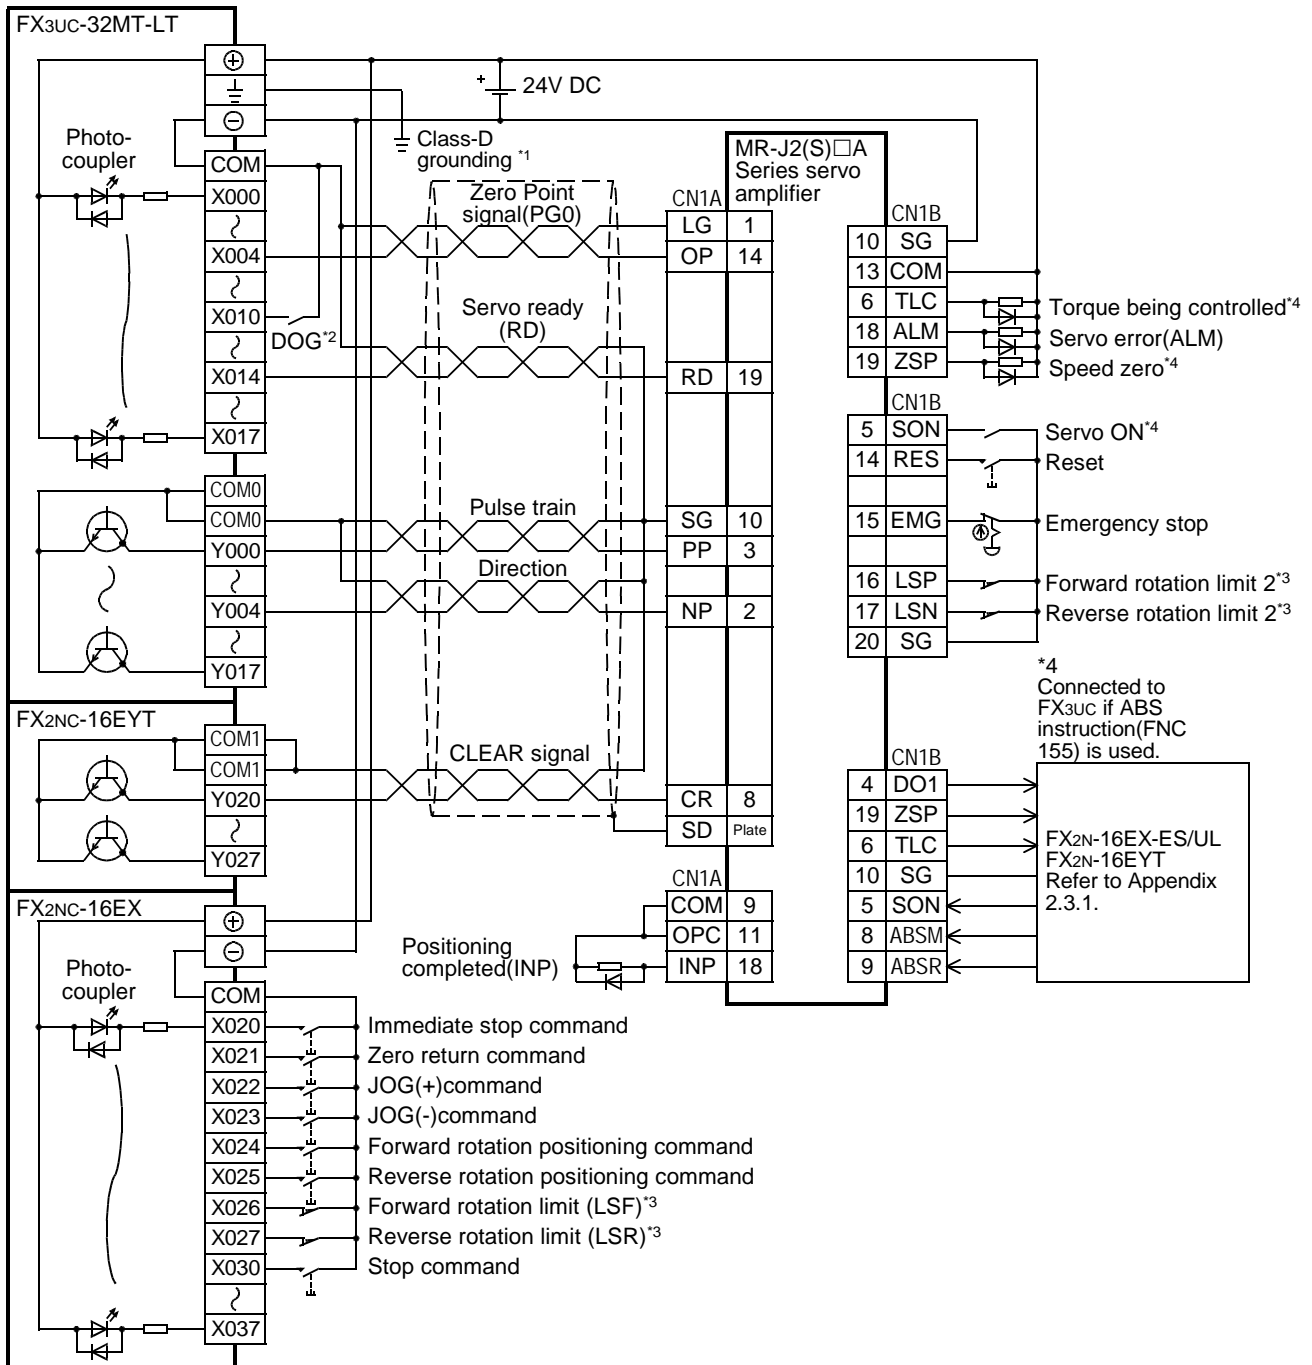 FX3UC-32MT-LT
24V DC
Class-D
grounding *1
Photo-
coupler
COM
X000
X004
X010
X014
X017
DOG*2
Zero Point
signal(PG0)
Servo ready
(RD)
COM0
COM0
Y000
Y004
Y017
Pulse train
Direction
FX2NC-16EYT
COM1
COM1
Y020
Y027
CLEAR signal
FX2NC-16EX
Photo-
coupler
COM
X020 Immediate stop command
X021 Zero return command
X022 JOG(+)command
X023 JOG(-)command
X024 Forward rotation positioning command
X025 Reverse rotation positioning command
X026 Forward rotation limit (LSF)*3
X027 Reverse rotation limit (LSR)*3
X030 Stop command
X037
MR-J2(S)□A
Series servo
amplifier
CN1A
LG 1
OP 14
RD 19
SG 10
PP 3
NP 2
CR 8
SD Plate
CN1A
COM 9
OPC 11
INP 18
Positioning
completed(INP)
CN1B
10 SG
13 COM
6 TLC Torque being controlled*4
18 ALM Servo error(ALM)
19 ZSP Speed zero*4
CN1B
5 SON Servo ON*4
14 RES Reset
15 EMG Emergency stop
16 LSP Forward rotation limit 2*3
17 LSN Reverse rotation limit 2*3
20 SG
*4
Connected to
FX3UC if ABS
instruction(FNC
155) is used.
CN1B
4 DO1
19 ZSP
6 TLC
10 SG
5 SON
8 ABSM
9 ABSR
FX2N-16EX-ES/UL
FX2N-16EYT
Refer to Appendix
2.3.1.